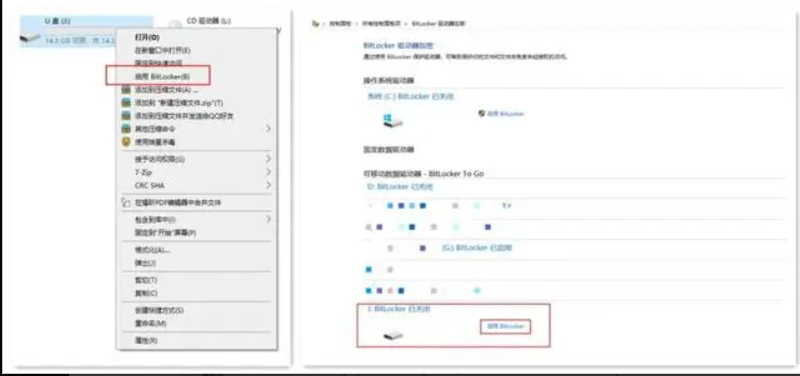 U 盘 (J:)
CD 驱动器 (L:)
14.2 GB 可用，共 14.
打开(O)
在新窗口中打开(E)
固定到快速访问
启用 BitLocker(B)
添加到压缩文件(A)...
添加到 "新建压缩文件.zip"(T)
添加到压缩文件并发送给QQ好友
其他压缩命令
使用 杀毒
授予访问权限(G)
7-Zip
CRC SHA
在福昕PDF编辑器中合并文件
包含到库中(I)
固定到"开始"屏幕(P)
格式化(A)...
弹出(J)
剪切(T)
复制(C)
创建快捷方式(S)
重命名(M)
属性(R)
控制面板 › 所有控制面板项 › BitLocker 驱动器加密
BitLocker 驱动器加密
通过使用 BitLocker 保护驱动器，可帮助保护你的文件和文件夹免受未经授权的访问。
操作系统驱动器
系统 (C:) BitLocker 已关闭
启用 BitLocker
固定数据驱动器
可移动数据驱动器 - BitLocker To Go
D: BitLocker 已关闭
(G:) BitLocker 已启用
BitLocker 已关闭
启用 BitLocker